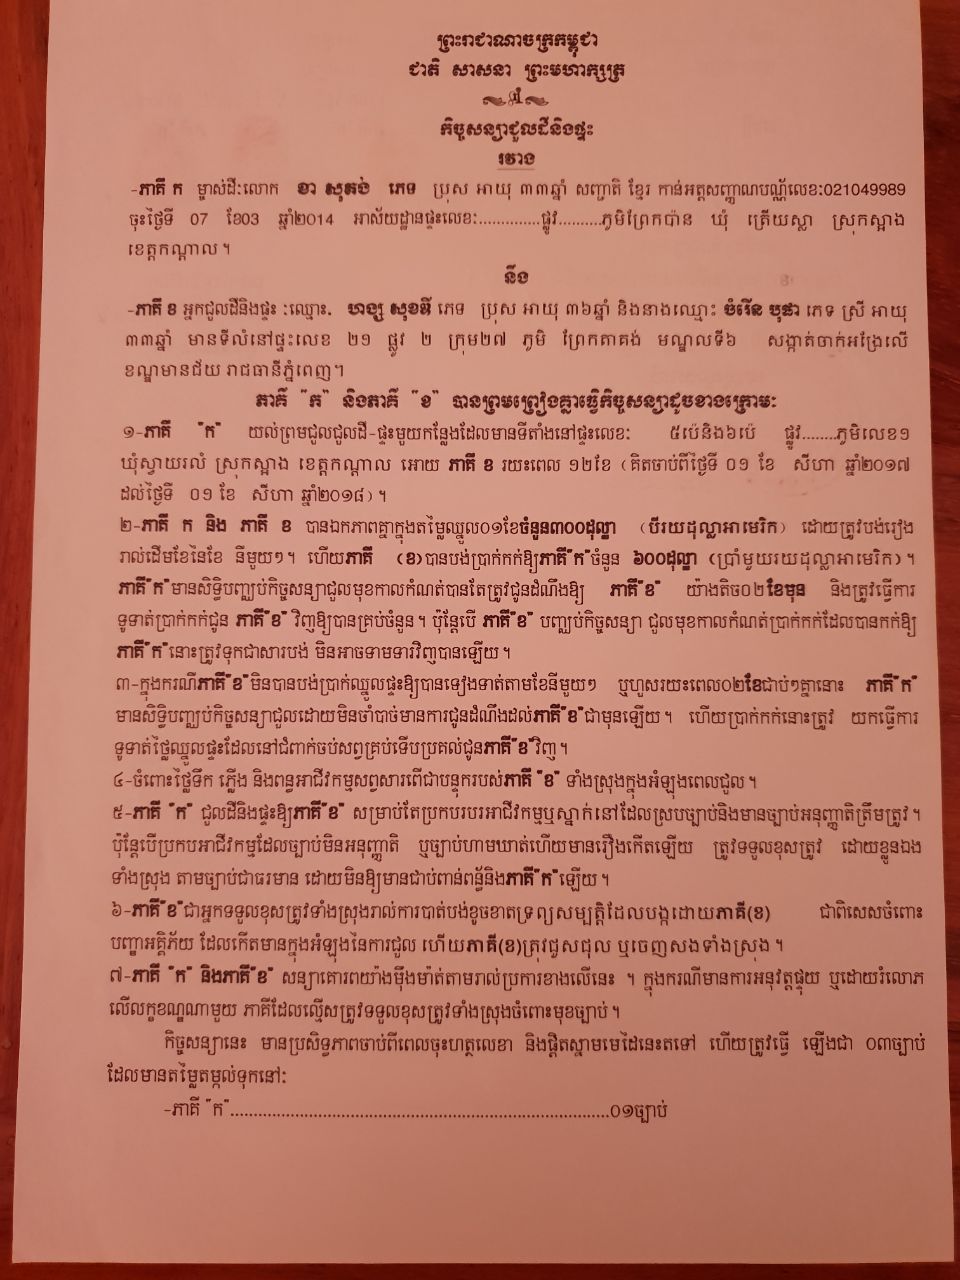 ព្រះរាជាណាចក្រកម្ពុជា
ជាតិ សាសនា ព្រះមហាក្សត្រ
កិច្ចសន្យាជួលដីនិងផ្ទះ
រវាង
-ភាគី ក ម្ចាស់ដីៈលោក ខា សុគង់ ភេទ ប្រុស អាយុ ៣៣ឆ្នាំ សញ្ជាតិ ខ្មែរ កាន់អត្តសញ្ញាណបណ្ណ័លេខៈ021049989
ចុះថ្ងៃទី 07 ខែ03 ឆ្នាំ២០14 អាស័យដ្ឋានផ្ទះលេខៈ..............ផ្លូវ..........ភូមិព្រែកប៉ាន ឃុំ ត្រើយស្លា ស្រុកស្អាង
ខេត្តកណ្តាល។
នឹង
-ភាគី ខ អ្នកជួលដីនិងផ្ទះ ៈឈ្មោះ. ហង្ស សុខនី ភេទ ប្រុស អាយុ ៣៦ឆ្នាំ និងនាងឈ្មោះ ចំរើន បុផា ភេទ ស្រី អាយុ
៣៣ឆ្នាំ មានទីលំនៅផ្ទះលេខ ២១ ផ្លូវ ២ ក្រុម២៧ ភូមិ ព្រែកតាគង់ មណ្ឌលទី៦ សង្កាត់ចាក់អង្រែលើ
ខណ្ឌមានជ័យ រាជធានីភ្នំពេញ។
ភាគី "ក" និងភាគី "ខ" បានព្រមព្រៀងគ្នាធ្វើកិច្ចសន្យាដូចខាងក្រោមៈ
១-ភាគី "ក" យល់ព្រមជួលជួលដី-ផ្ទះមួយកន្លែងដែលមានទីតាំងនៅផ្ទះលេខៈ ៥ប៉េនិង៦ប៉េ ផ្លូវ........ភូមិលេខ១
ឃុំស្វាយរលំ ស្រុកស្អាង ខេត្តកណ្តាល អោយ ភាគី ខ រយះពេល ១២ខែ (គិតចាប់ពីថ្ងៃទី ០១ ខែ សីហា ឆ្នាំ២០១៧
ដល់ថ្ងៃទី ០១ ខែ សីហា ឆ្នាំ២០១៨)។
២-ភាគី ក និង ភាគី ខ បានឯកភាពគ្នាក្នុងតម្លៃឈ្នួល០១ខែចំនួន៣០០ដុល្លា (បីរយដុល្លាអាមេរិក) ដោយត្រូវបង់រៀង
រាល់ដើមខែនៃខែ នីមួយៗ។ ហើយភាគី (ខ)បានបង់ប្រាក់កក់ឱ្យភាគី"ក"ចំនួន ៦០០ដុល្លា (ប្រាំមួយរយដុល្លាអាមេរិក)។
ភាគី"ក"មានសិទ្ធិបញ្ឈប់កិច្ចសន្យាជួលមុខកាលកំណត់បានតែត្រូវជូនដំណឹងឱ្យ ភាគី"ខ" យ៉ាងតិច០២ខែមុន និងត្រូវធ្វើការ
ទូទាត់ប្រាក់កក់ជូន ភាគី"ខ" វិញឱ្យបានគ្រប់ចំនួន។ ប៉ុន្តែបើ ភាគី"ខ" បញ្ឈប់កិច្ចសន្យា ជួលមុខកាលកំណត់ប្រាក់កក់ដែលបានកក់ឱ្យ
ភាគី"ក"នោះត្រូវទុកជាសារបង់ មិនអាចទាមទារវិញបានឡើយ។
៣-ក្នុងករណីភាគី"ខ"មិនបានបង់ប្រាក់ឈ្នួលផ្ទះឱ្យបានទៀងទាត់តាមខែនីមួយៗ ឬហួសរយះពេល០២ខែជាប់ៗគ្នានោះ ភាគី"ក"
មានសិទ្ធិបញ្ឈប់កិច្ចសន្យាជួលដោយមិនចាំបាច់មានការជូនដំណឹងដល់ភាគី"ខ"ជាមុនឡើយ។ ហើយប្រាក់កក់នោះត្រូវ យកធ្វើការ
ទូទាត់ថ្លៃឈ្នួលផ្ទះដែលនៅជំពាក់ចប់សព្វគ្រប់ទើបប្រគល់ជូនភាគី"ខ"វិញ។
៤-ចំពោះថ្លៃទឹក ភ្លើង និងពន្ធអាជីវកម្មសព្វសារពើជាបន្ទុករបស់ភាគី "ខ" ទាំងស្រុងក្នុងអំឡុងពេលជួល។
៥-ភាគី "ក" ជួលដីនិងផ្ទះឱ្យភាគី"ខ" សម្រាប់តែប្រកបរបរអាជីវកម្មឬស្នាក់នៅដែលស្របច្បាប់និងមានច្បាប់អនុញ្ញាតិត្រឹមត្រូវ។
ប៉ុន្តែបើប្រកបអាជីវកម្មដែលច្បាប់មិនអនុញ្ញាតិ ឬច្បាប់ហាមឃាត់ហើយមានរឿងកើតឡើយ ត្រូវទទួលខុសត្រូវ ដោយខ្លួនឯង
ទាំងស្រុង តាមច្បាប់ជាធរមាន ដោយមិនឱ្យមានជាប់ពាន់ពន្ធ័និងភាគី"ក"ឡើយ។
៦-ភាគី"ខ"ជាអ្នកទទួលខុសត្រូវទាំងស្រុងរាល់ការបាត់បង់ខូចខាតទ្រព្យសម្បត្តិដែលបង្កដោយភាគី(ខ) ជាពិសេសចំពោះ
បញ្ហាអគ្គិភ័យ ដែលកើតមានក្នុងអំឡុងនៃការជួល ហើយភាគី(ខ)ត្រូវជួសជុល ឬចេញសងទាំងស្រុង។
៧-ភាគី "ក" និងភាគី"ខ" សន្យាគោរពយ៉ាងម៉ឺងម៉ាត់តាមរាល់ប្រការខាងលើនេះ ។ ក្នុងករណីមានការអនុវត្តផ្ទុយ ឬដោយរំលោភ
លើលក្ខខណ្ឌណាមួយ ភាគីដែលល្មើសត្រូវទទួលខុសត្រូវទាំងស្រុងចំពោះមុខច្បាប់។
កិច្ចសន្យានេះ មានប្រសិទ្ធភាពចាប់ពីពេលចុះហត្ថលេខា និងផ្តិតស្នាមមេដៃនេះតទៅ ហើយត្រូវធ្វើ ឡើងជា ០៣ច្បាប់
ដែលមានតម្លៃតម្កល់ទុកនៅៈ
-ភាគី "ក"..................................................................................០១ច្បាប់